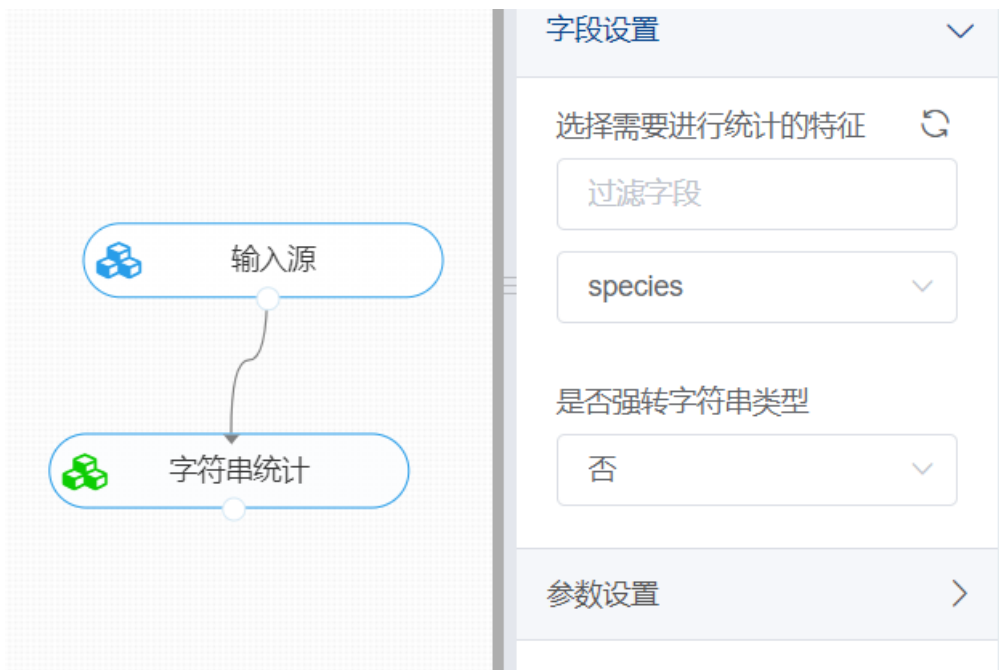 输入源
字符串统计
字段设置
选择需要进行统计的特征
过滤字段
species
是否强转字符串类型
否
参数设置